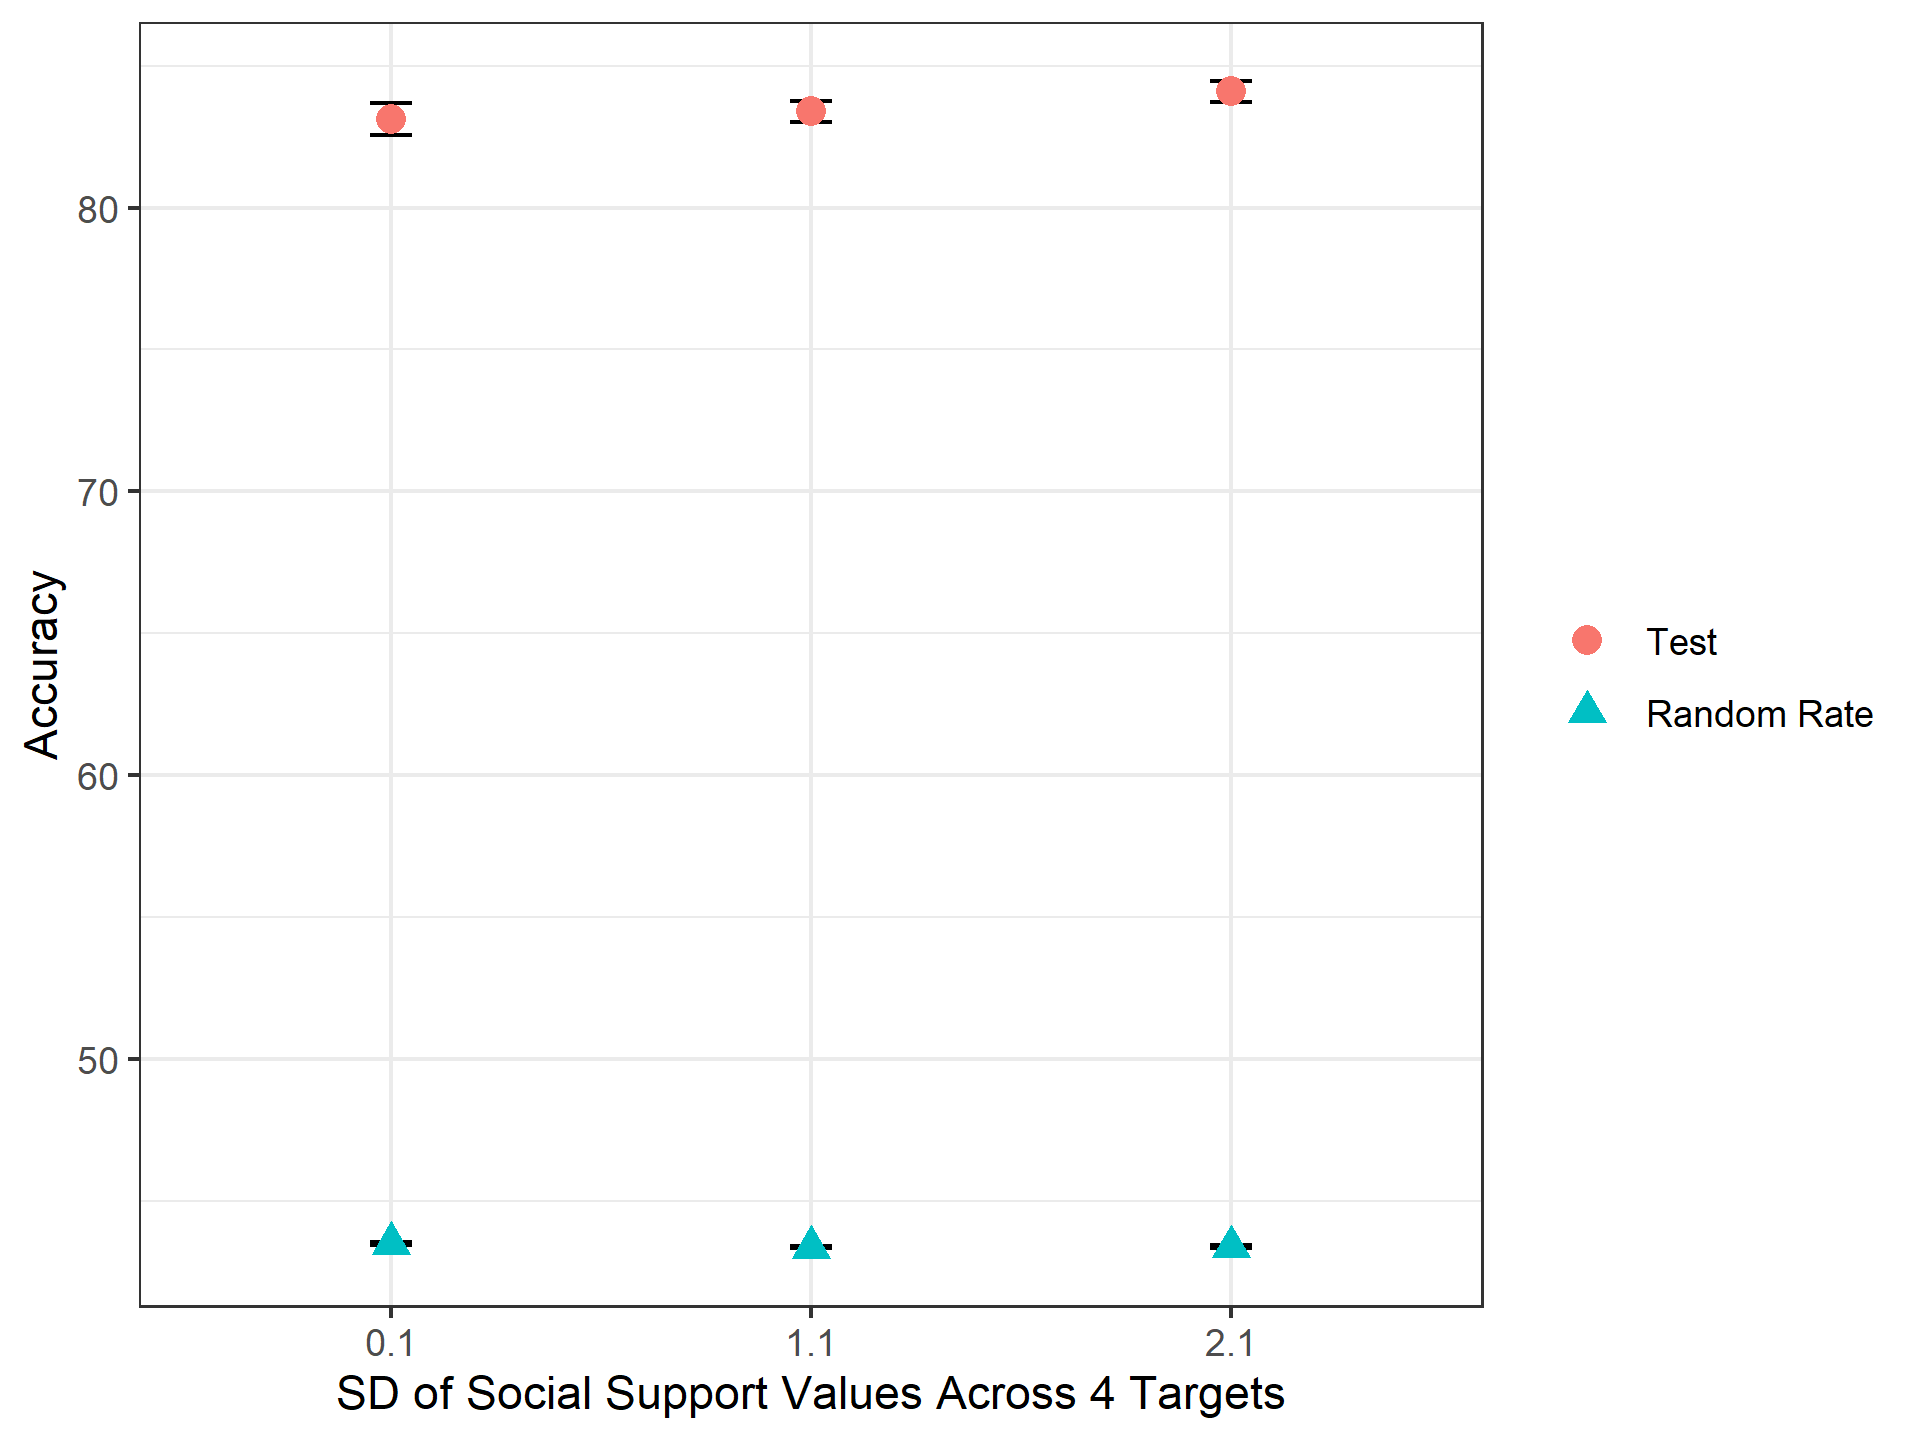 80
70
60
50
Accuracy
0.1
1.1
2.1
SD of Social Support Values Across 4 Targets
Test
Random Rate